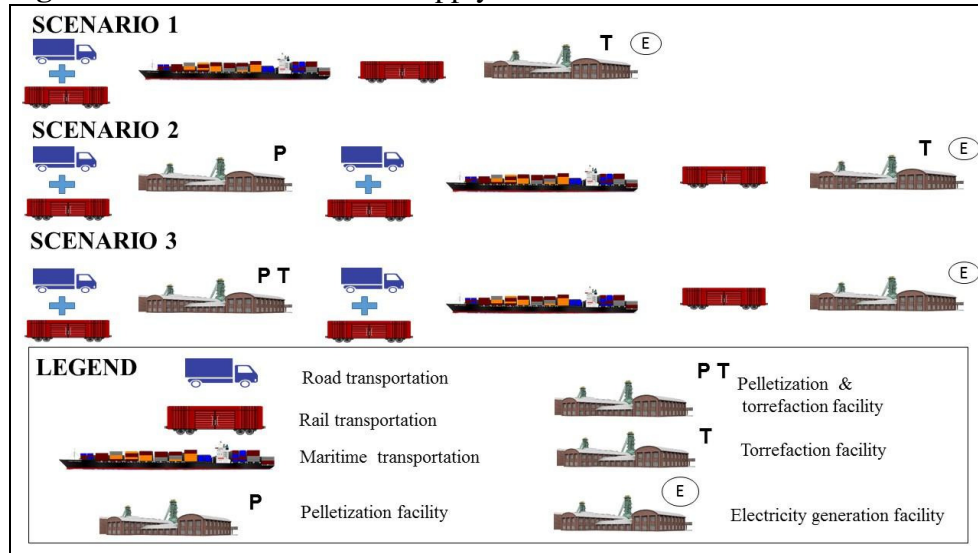 supply
SCENARIO 1
T E
SCENARIO 2
P
T E
SCENARIO 3
P T
E
LEGEND
Road transportation
Rail transportation
Maritime transportation
P
Pelletization facility
P T
Pelletization &
torrefaction facility
T
Torrefaction facility
E
Electricity generation facility